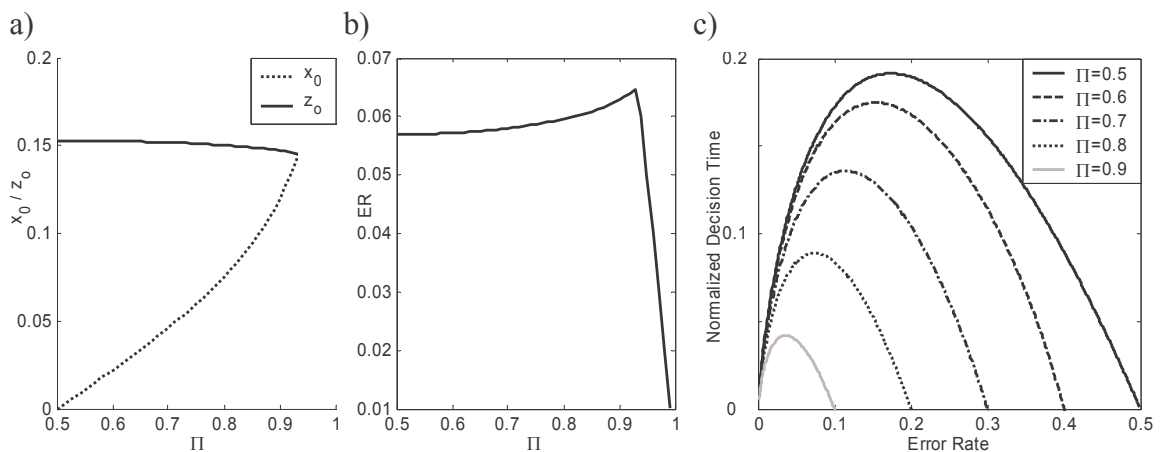 a)
x₀ / z₀
0.2
0.15
0.1
0.05
0
0.5 0.6 0.7 0.8 0.9 1
Π
x₀
z₀
b)
ER
0.07
0.06
0.05
0.04
0.03
0.02
0.01
0.5 0.6 0.7 0.8 0.9 1
Π
c)
Normalized Decision Time
0.2
0.1
0
0 0.1 0.2 0.3 0.4 0.5
Error Rate
Π=0.5
Π=0.6
Π=0.7
Π=0.8
Π=0.9